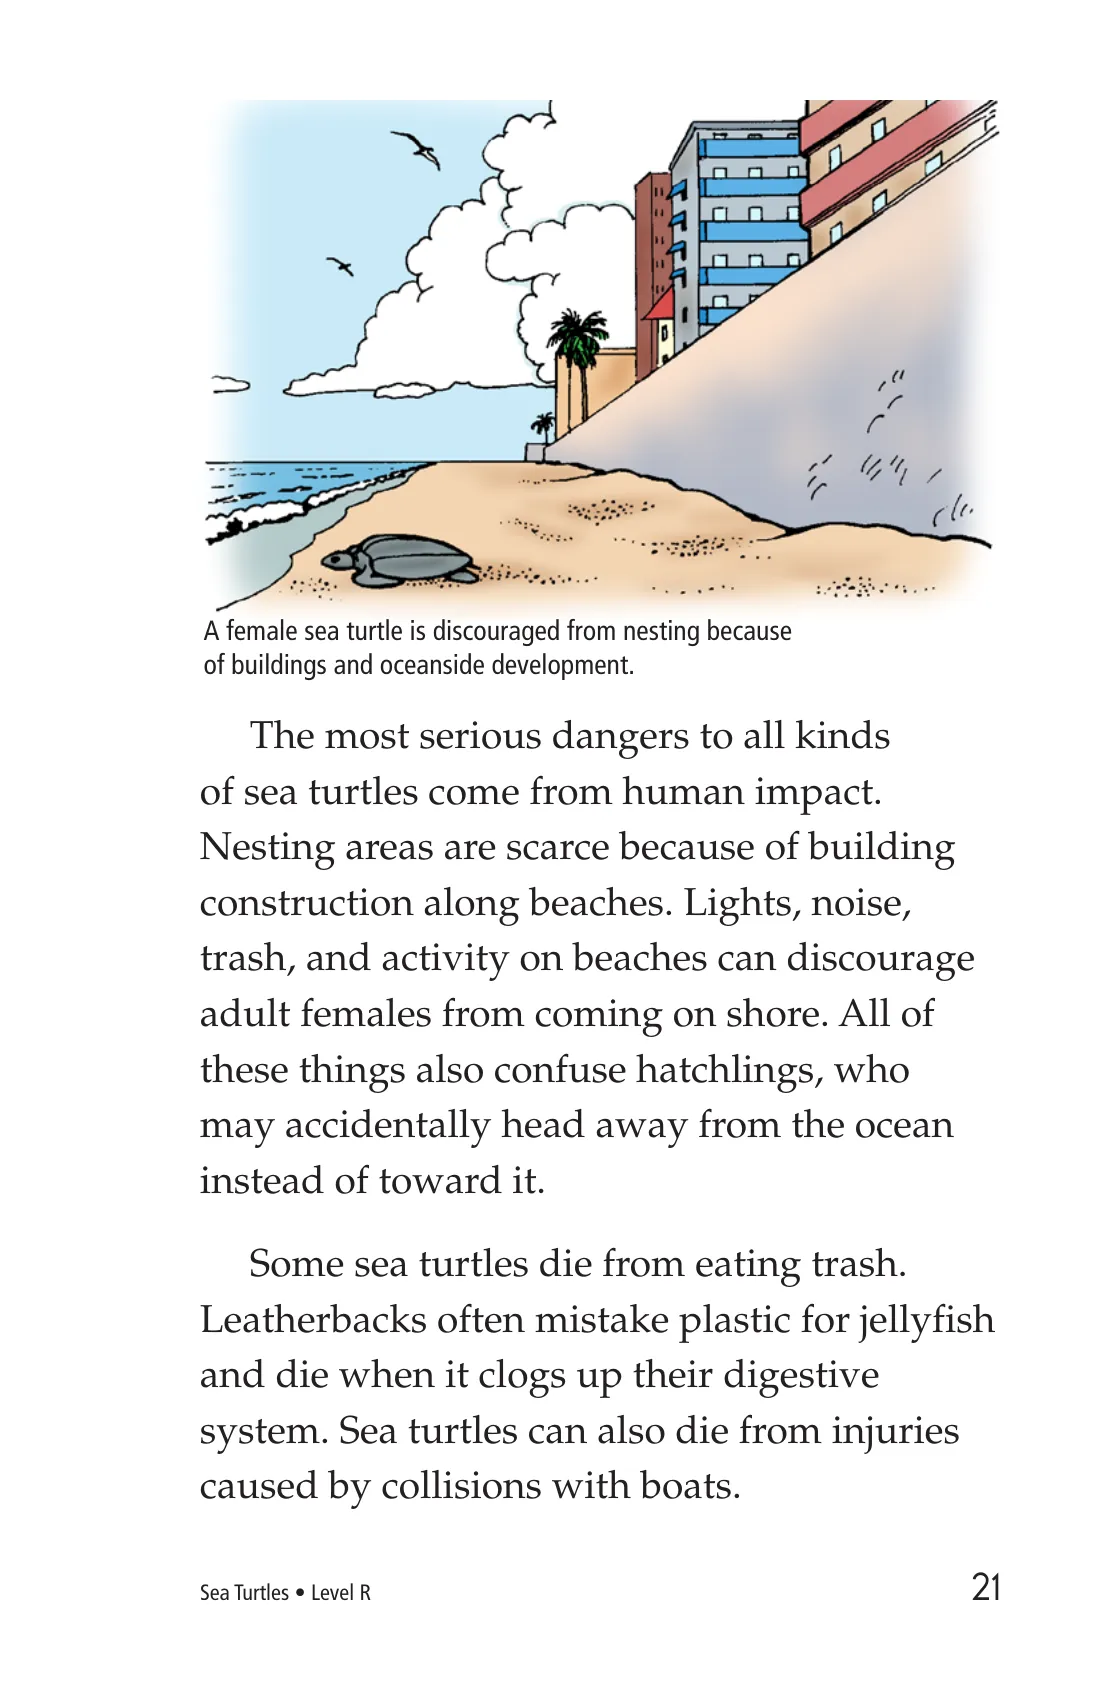 A female sea turtle is discouraged from nesting because
of buildings and oceanside development.
The most serious dangers to all kinds
of sea turtles come from human impact.
Nesting areas are scarce because of building
construction along beaches. Lights, noise,
trash, and activity on beaches can discourage
adult females from coming on shore. All of
these things also confuse hatchlings, who
may accidentally head away from the ocean
instead of toward it.
Some sea turtles die from eating trash.
Leatherbacks often mistake plastic for jellyfish
and die when it clogs up their digestive
system. Sea turtles can also die from injuries
caused by collisions with boats.
Sea Turtles • Level R
21